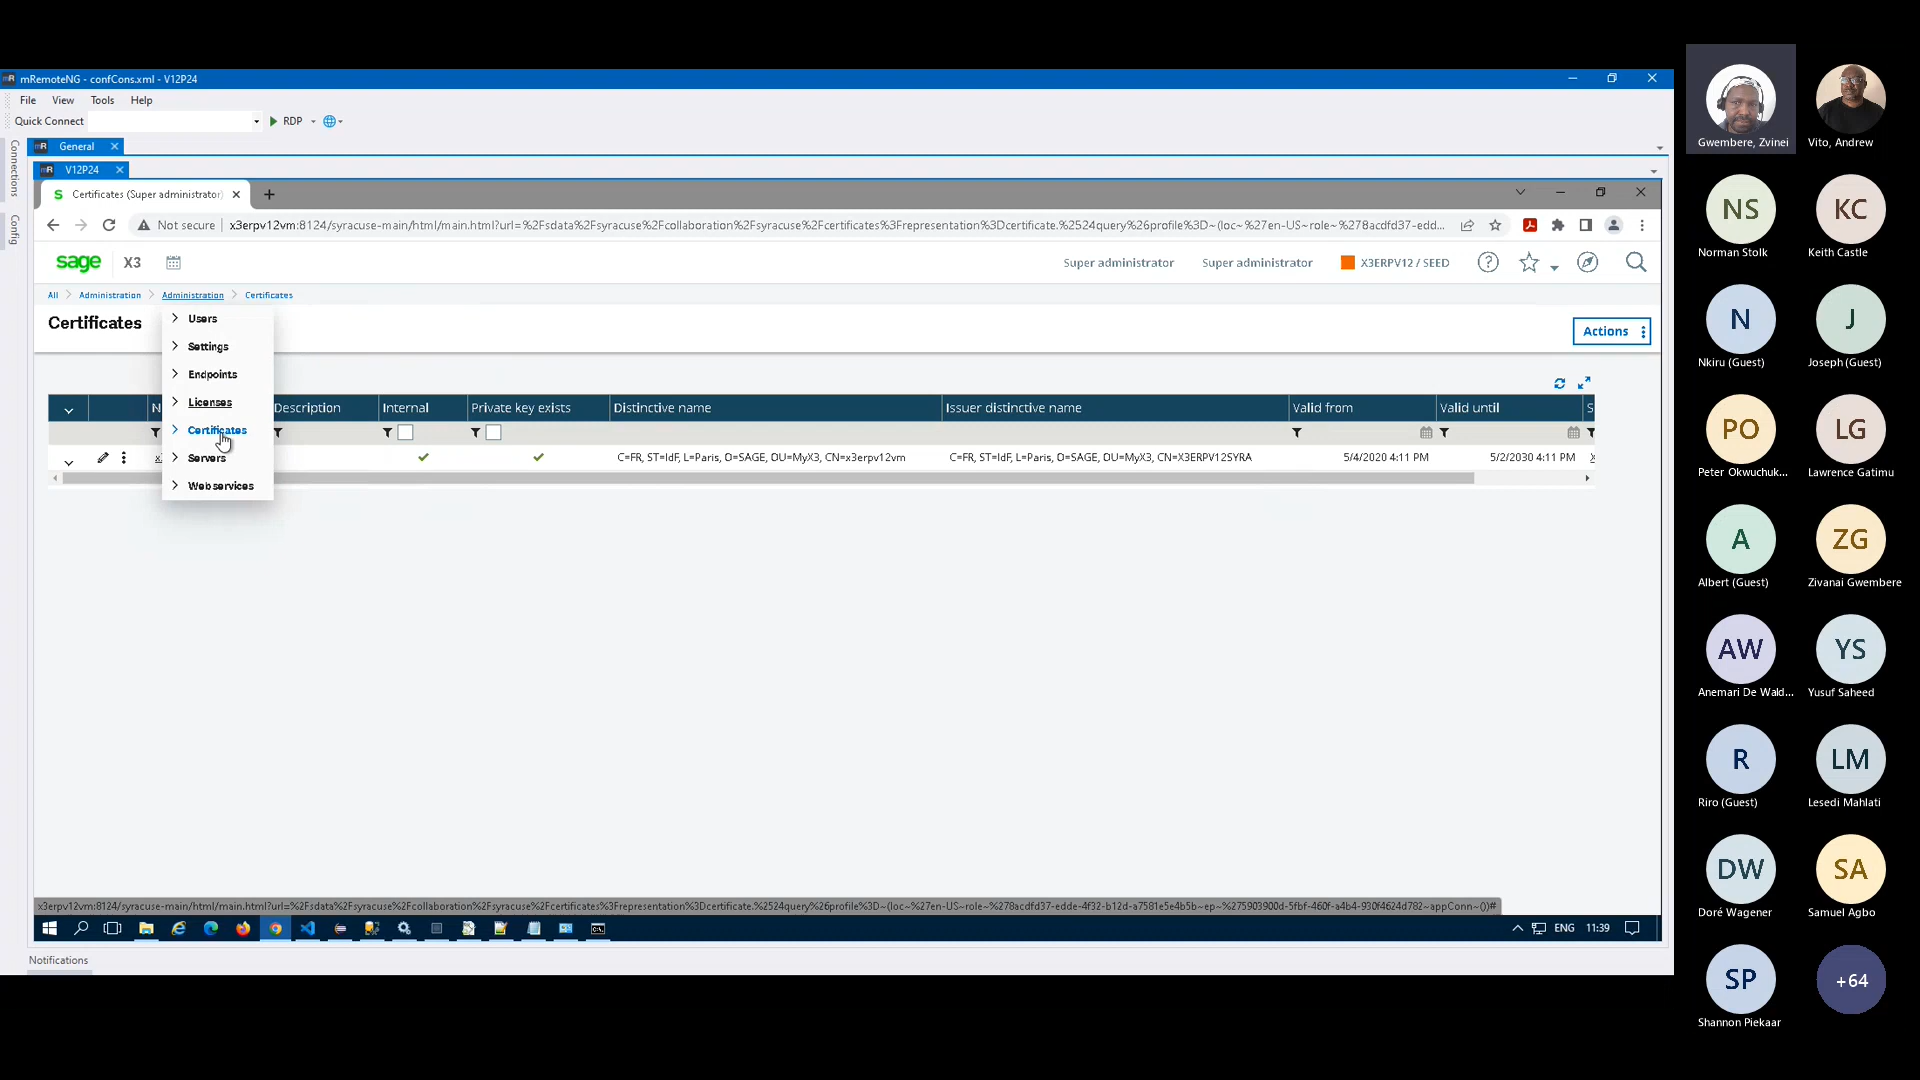 mRemoteNG - confCons.xml - V12P24
File View Tools Help
Quick Connect RDP
Connections
Config
General
V12P24
Certificates (Super administrator)
Not secure x3erpv12vm:8124/syracuse-main/html/main.html?url=%2Fsdata%2Fsyracuse%2Fcollaboration%2Fsyracuse%2Fcertificates%3Frepresentation%3Dcertificate.%2524query%26profile%3D~(loc~%27en-US~role~%278acdfd37-edd...
sage X3 Super administrator Super administrator X3ERPV12 / SEED
All Administration Administration Certificates
Certificates
Actions
Users
Settings
Endpoints
Licenses
Certificates
Servers
Web services
N Description Internal Private key exists Distinctive name Issuer distinctive name Valid from Valid until S
C=FR, ST=IdF, L=Paris, O=SAGE, OU=MyX3, CN=x3erpv12vm C=FR, ST=IdF, L=Paris, O=SAGE, OU=MyX3, CN=X3ERPV12SYRA 5/4/2020 4:11 PM 5/2/2030 4:11 PM
x3erpv12vm:8124/syracuse-main/html/main.html?url=%2Fsdata%2Fsyracuse%2Fcollaboration%2Fsyracuse%2Fcertificates%3Frepresentation%3Dcertificate.%2524query%26profile%3D~(loc~%27en-US~role~%278acdfd37-edde-4f32-b12d-a7581e5e4b5b~ep~%275903900d-5fbf-460f-a4b4-930f4624d782~appConn~())#
ENG 11:39
Notifications
Gwembere, Zvinei
Vito, Andrew
NS
Norman Stolk
KC
Keith Castle
N
Nkiru (Guest)
J
Joseph (Guest)
PO
Peter Okwuchuk...
LG
Lawrence Gatimu
A
Albert (Guest)
ZG
Zivanai Gwembere
AW
Anemari De Wald...
YS
Yusuf Saheed
R
Riro (Guest)
LM
Lesedi Mahlati
DW
Doré Wagener
SA
Samuel Agbo
SP
Shannon Piekaar
+64